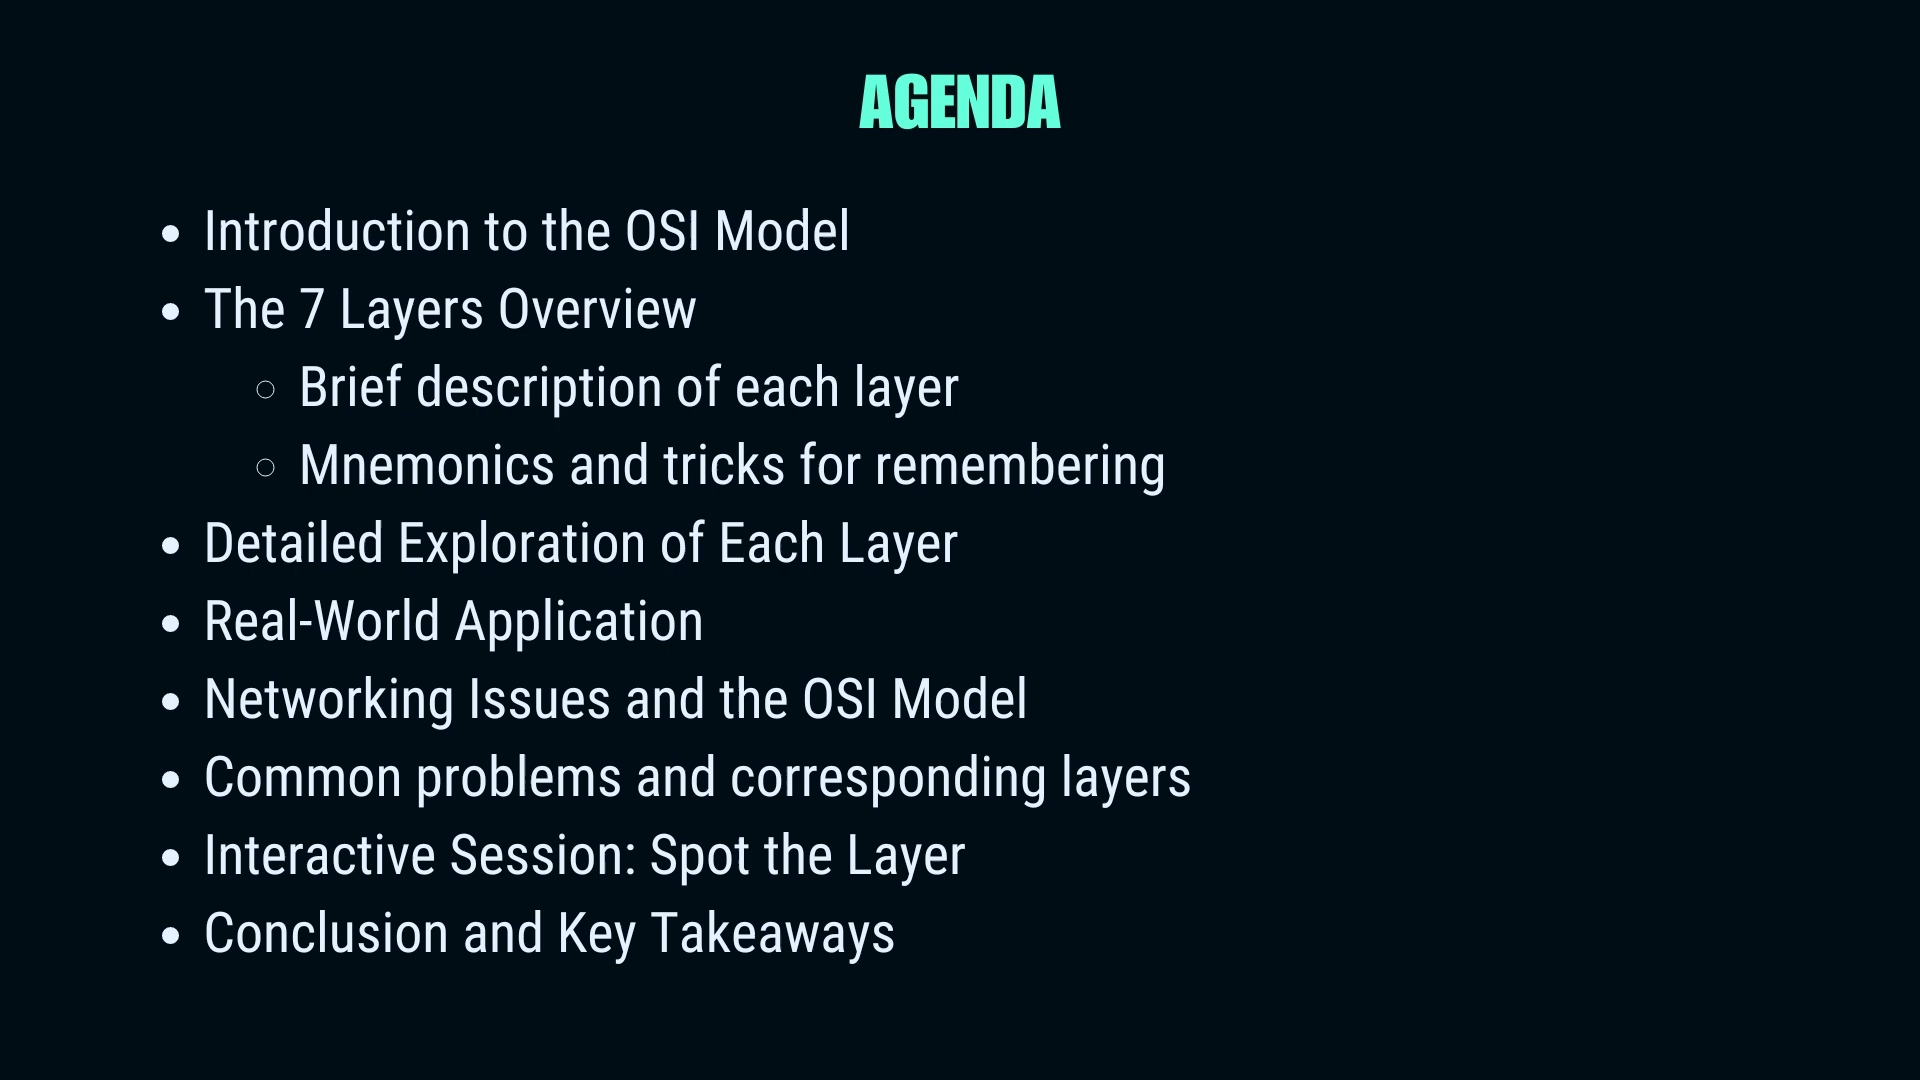 AGENDA
Introduction to the OSI Model
The 7 Layers Overview
Brief description of each layer
Mnemonics and tricks for remembering
Detailed Exploration of Each Layer
Real-World Application
Networking Issues and the OSI Model
Common problems and corresponding layers
Interactive Session: Spot the Layer
Conclusion and Key Takeaways